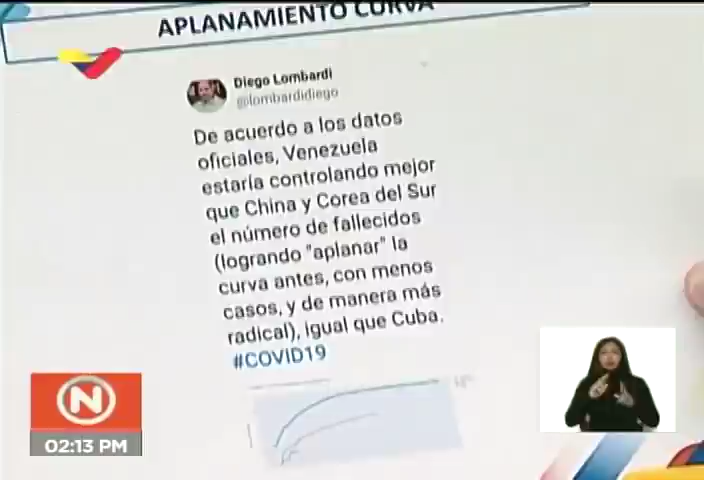 APLANAMIENTO CURVA
Diego Lombardi
@lombardidiego
De acuerdo a los datos
oficiales, Venezuela
estaría controlando mejor
que China y Corea del Sur
el número de fallecidos
(logrando "aplanar" la
curva antes, con menos
casos, y de manera más
radical), igual que Cuba.
#COVID19
N
02:13 PM